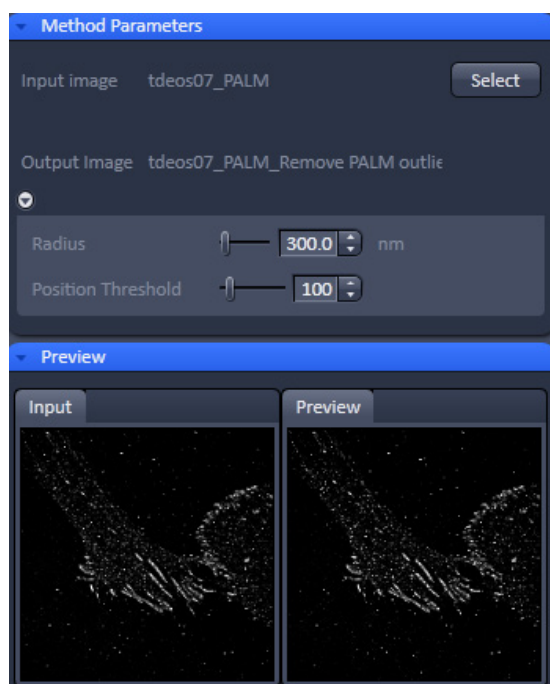 Method Parameters
Input image tdeos07_PALM Select
Output Image tdeos07_PALM_Remove PALM outlie
Radius 300.0 nm
Position Threshold 100
Preview
Input Preview